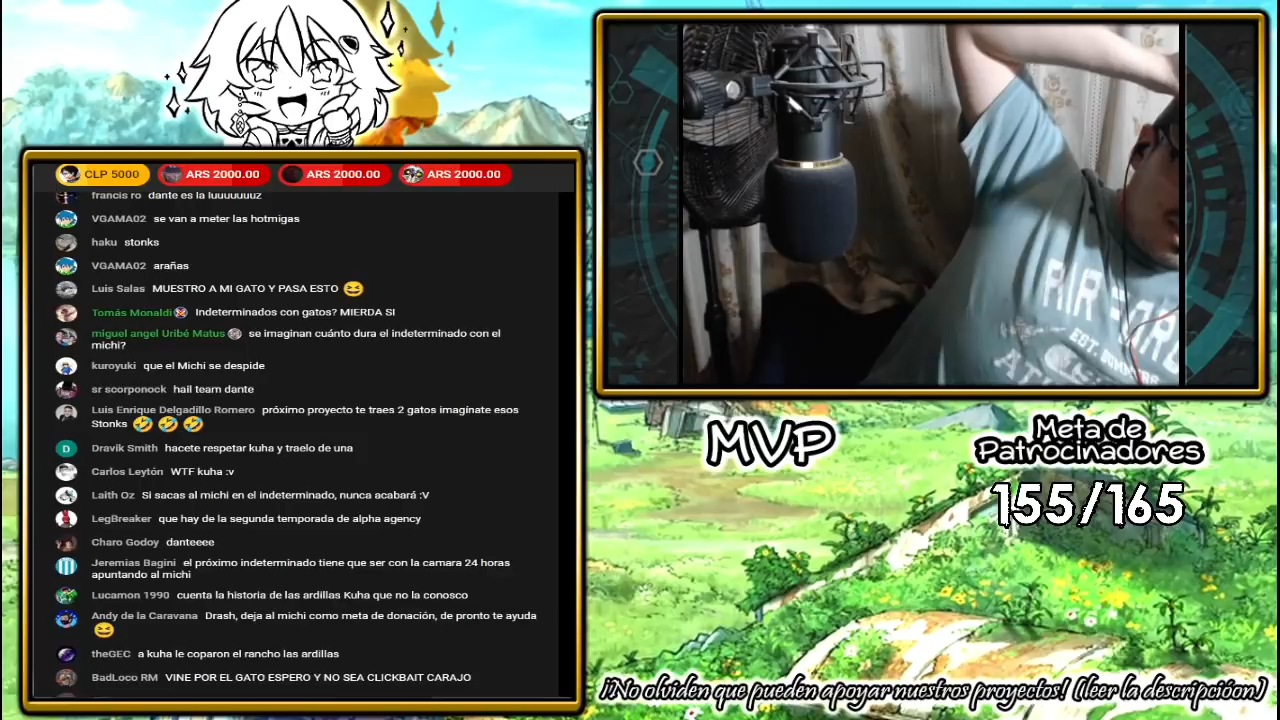 CLP 5000 ARS 2000.00 ARS 2000.00 ARS 2000.00
francis ro dante es la luuuuuuuz
VGAMA02 se van a meter las hotmigas
haku stonks
VGAMA02 arañas
Luis Salas MUESTRO A MI GATO Y PASA ESTO 😆
Tomás Monaldi Indeterminados con gatos? MIERDA SI
miguel angel Uribé Matus se imaginan cuánto dura el indeterminado con el
michi?
kuroyuki que el Michi se despide
sr scorponock hail team dante
Luis Enrique Delgadillo Romero próximo proyecto te traes 2 gatos imagínate esos
Stonks 🤣 🤣 🤣
D Dravik Smith hacete respetar kuha y traelo de una
Carlos Leytón WTF kuha :v
Laith Oz Si sacas al michi en el indeterminado, nunca acabará :V
LegBreaker que hay de la segunda temporada de alpha agency
Charo Godoy danteeee
Jeremias Bagini el próximo indeterminado tiene que ser con la camara 24 horas
apuntando al michi
Lucamon 1990 cuenta la historia de las ardillas Kuha que no la conosco
Andy de la Caravana Drash, deja al michi como meta de donación, de pronto te ayuda
😆
theGEC a kuha le coparon el rancho las ardillas
BadLoco RM VINE POR EL GATO ESPERO Y NO SEA CLICKBAIT CARAJO
EST.
MVP
Meta de
Patrocinadores
155/165
¡¡No olviden que pueden apoyar nuestros proyectos! (leer la descripcióon)